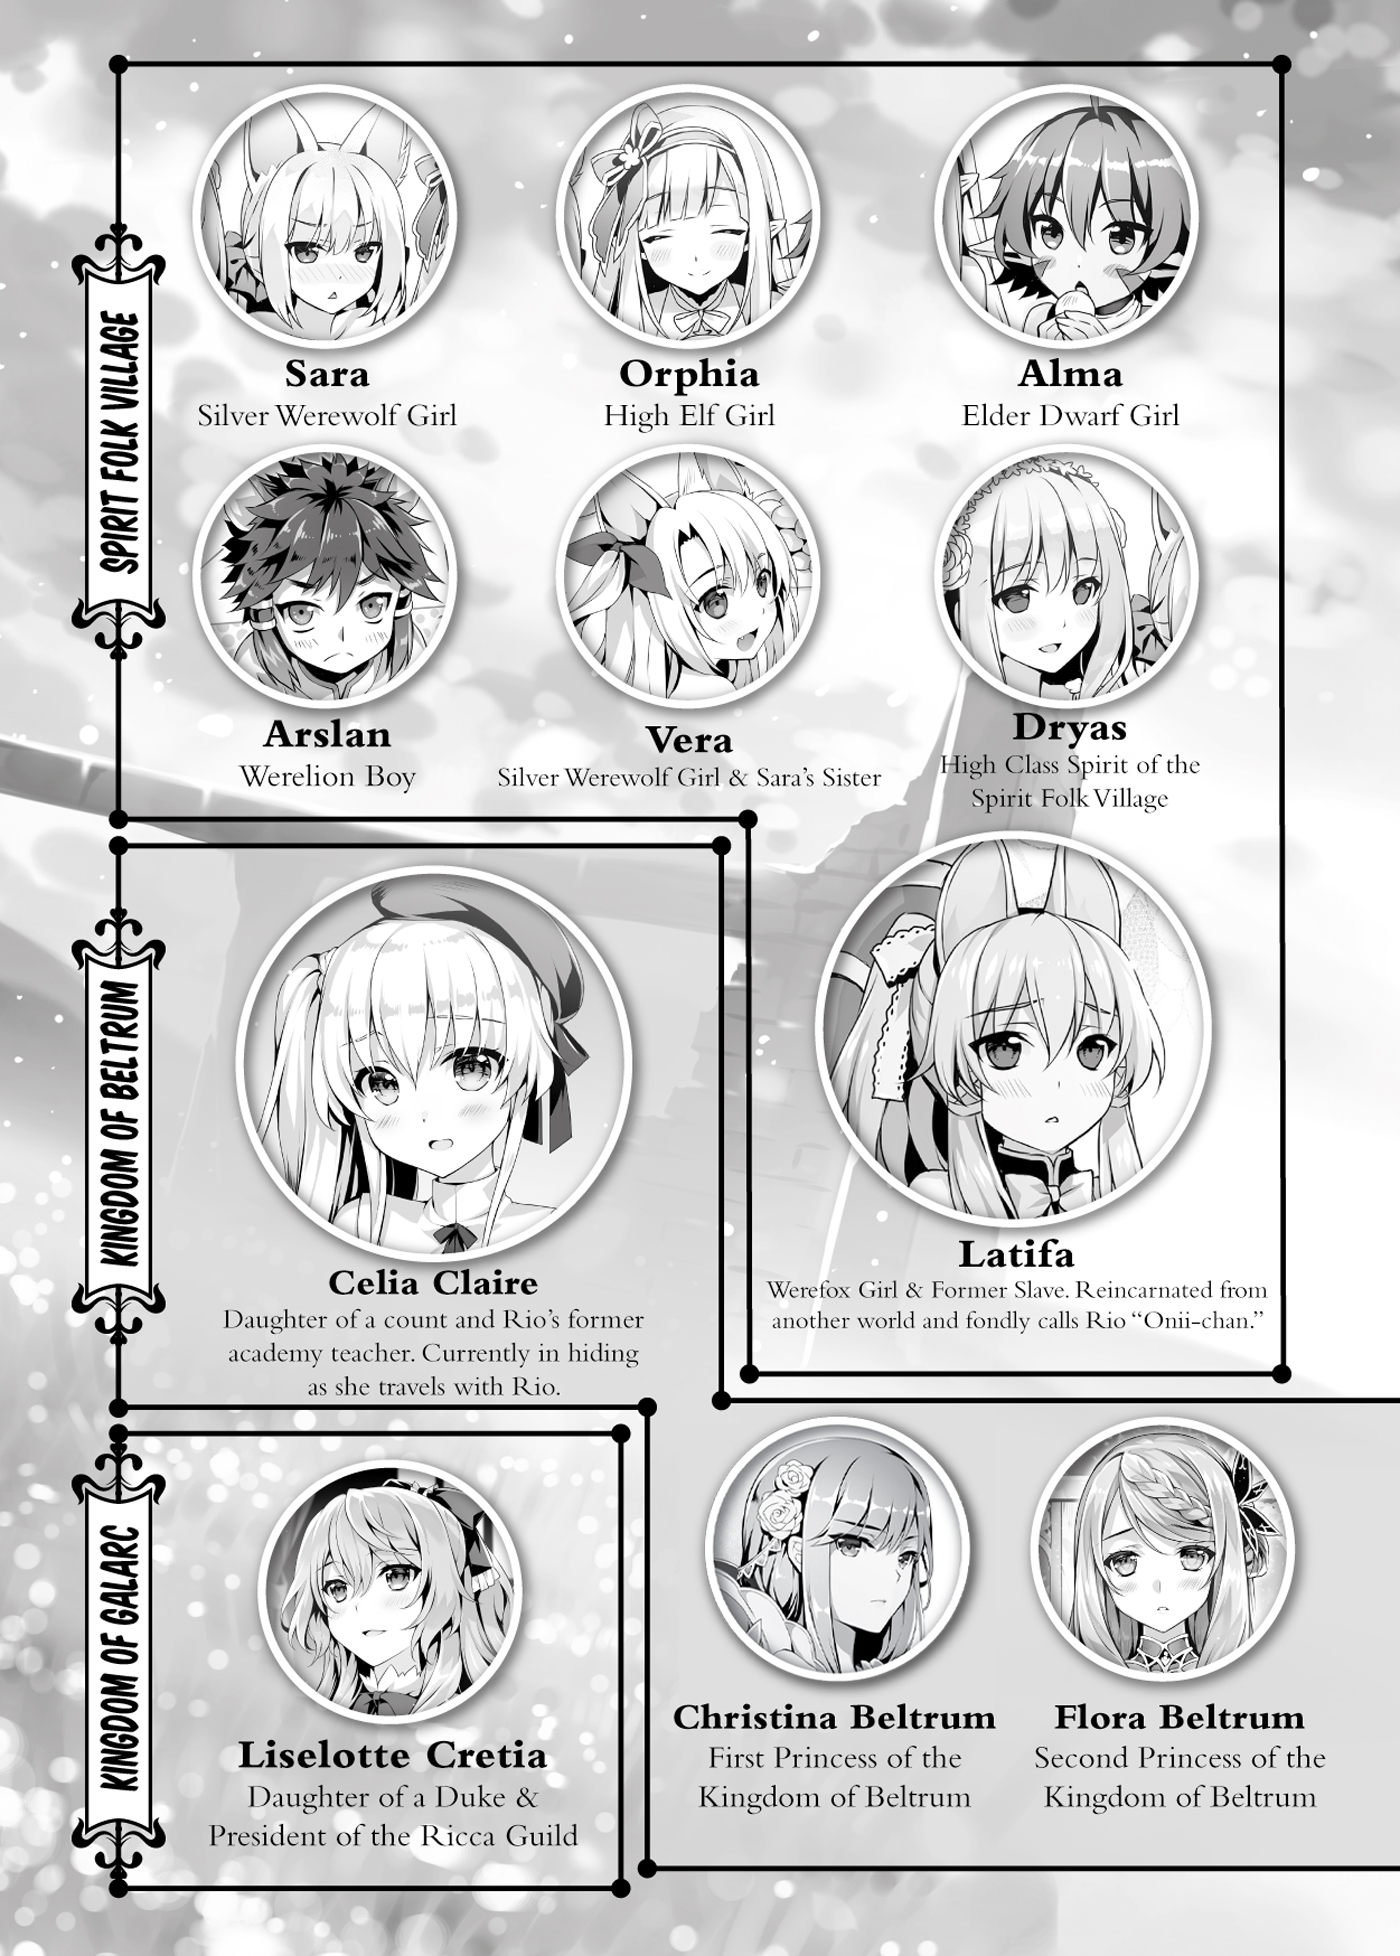 SPIRIT FOLK VILLAGE
Sara
Silver Werewolf Girl
Orphia
High Elf Girl
Alma
Elder Dwarf Girl
Arslan
Werelion Boy
Vera
Silver Werewolf Girl & Sara's Sister
Dryas
High Class Spirit of the
Spirit Folk Village
Latifa
Werefox Girl & Former Slave. Reincarnated from
another world and fondly calls Rio “Onii-chan.”
KINGDOM OF BELTRUM
Celia Claire
Daughter of a count and Rio's former
academy teacher. Currently in hiding
as she travels with Rio.
Christina Beltrum
First Princess of the
Kingdom of Beltrum
Flora Beltrum
Second Princess of the
Kingdom of Beltrum
KINGDOM OF GALARC
Liselotte Cretia
Daughter of a Duke &
President of the Ricca Guild